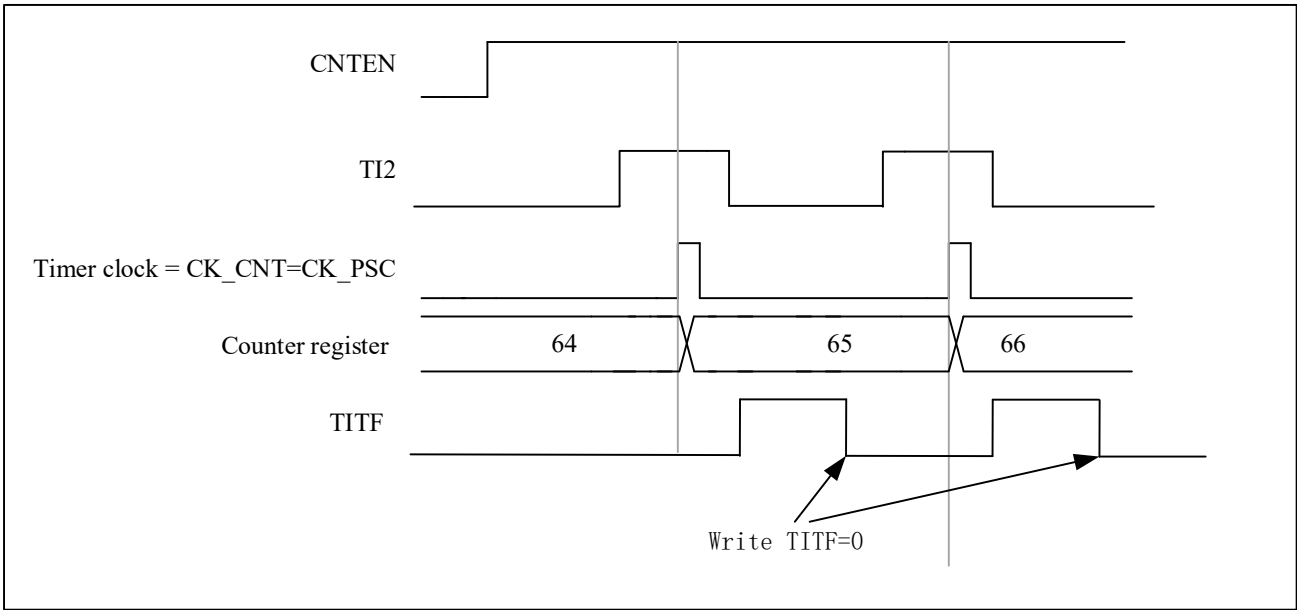 CNTEN
TI2
Timer clock = CK_CNT=CK_PSC
Counter register
64
65
66
TITF
Write TITF=0